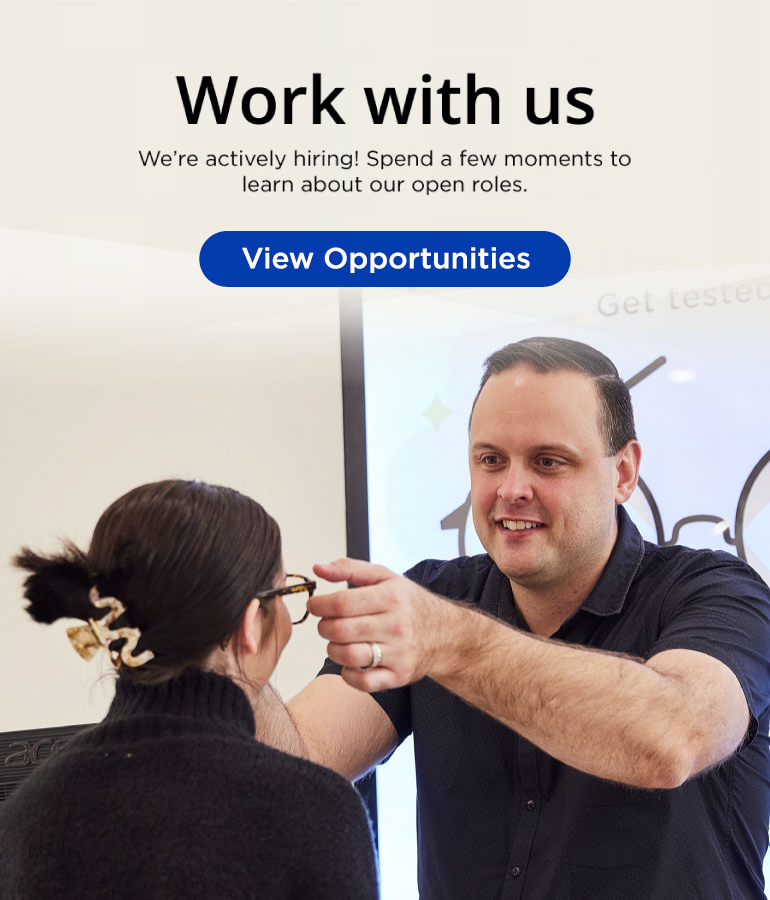 Work with us
We’re actively hiring! Spend a few moments to
learn about our open roles.
View Opportunities
Get tested